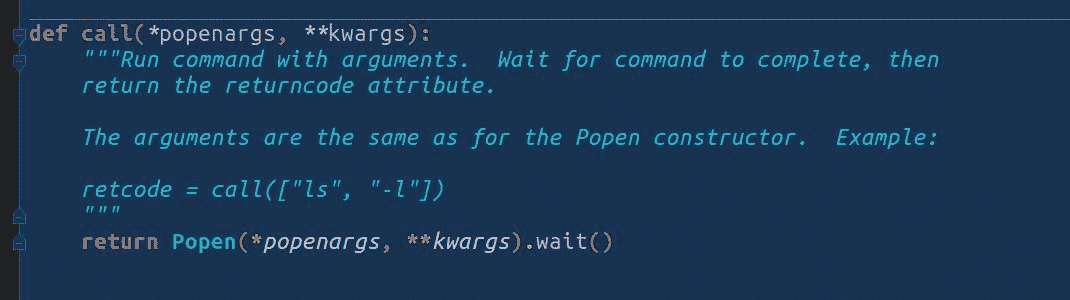 def call(*popenargs, **kwargs):
    """Run command with arguments.  Wait for command to complete, then
    return the returncode attribute.

    The arguments are the same as for the Popen constructor.  Example:

    retcode = call(["ls", "-l"])
    """
    return Popen(*popenargs, **kwargs).wait()